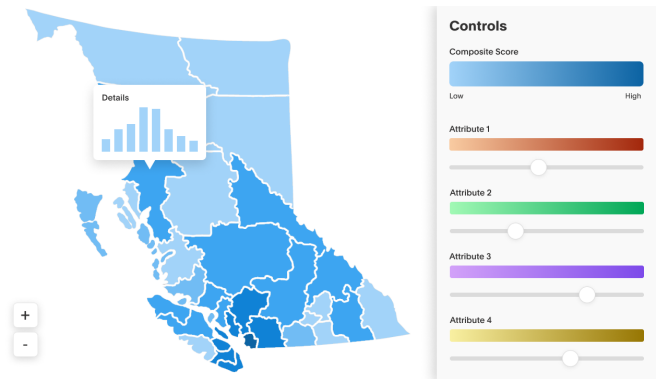 Controls
Composite Score
Low High
Attribute 1
Attribute 2
Attribute 3
Attribute 4
Details
+
-